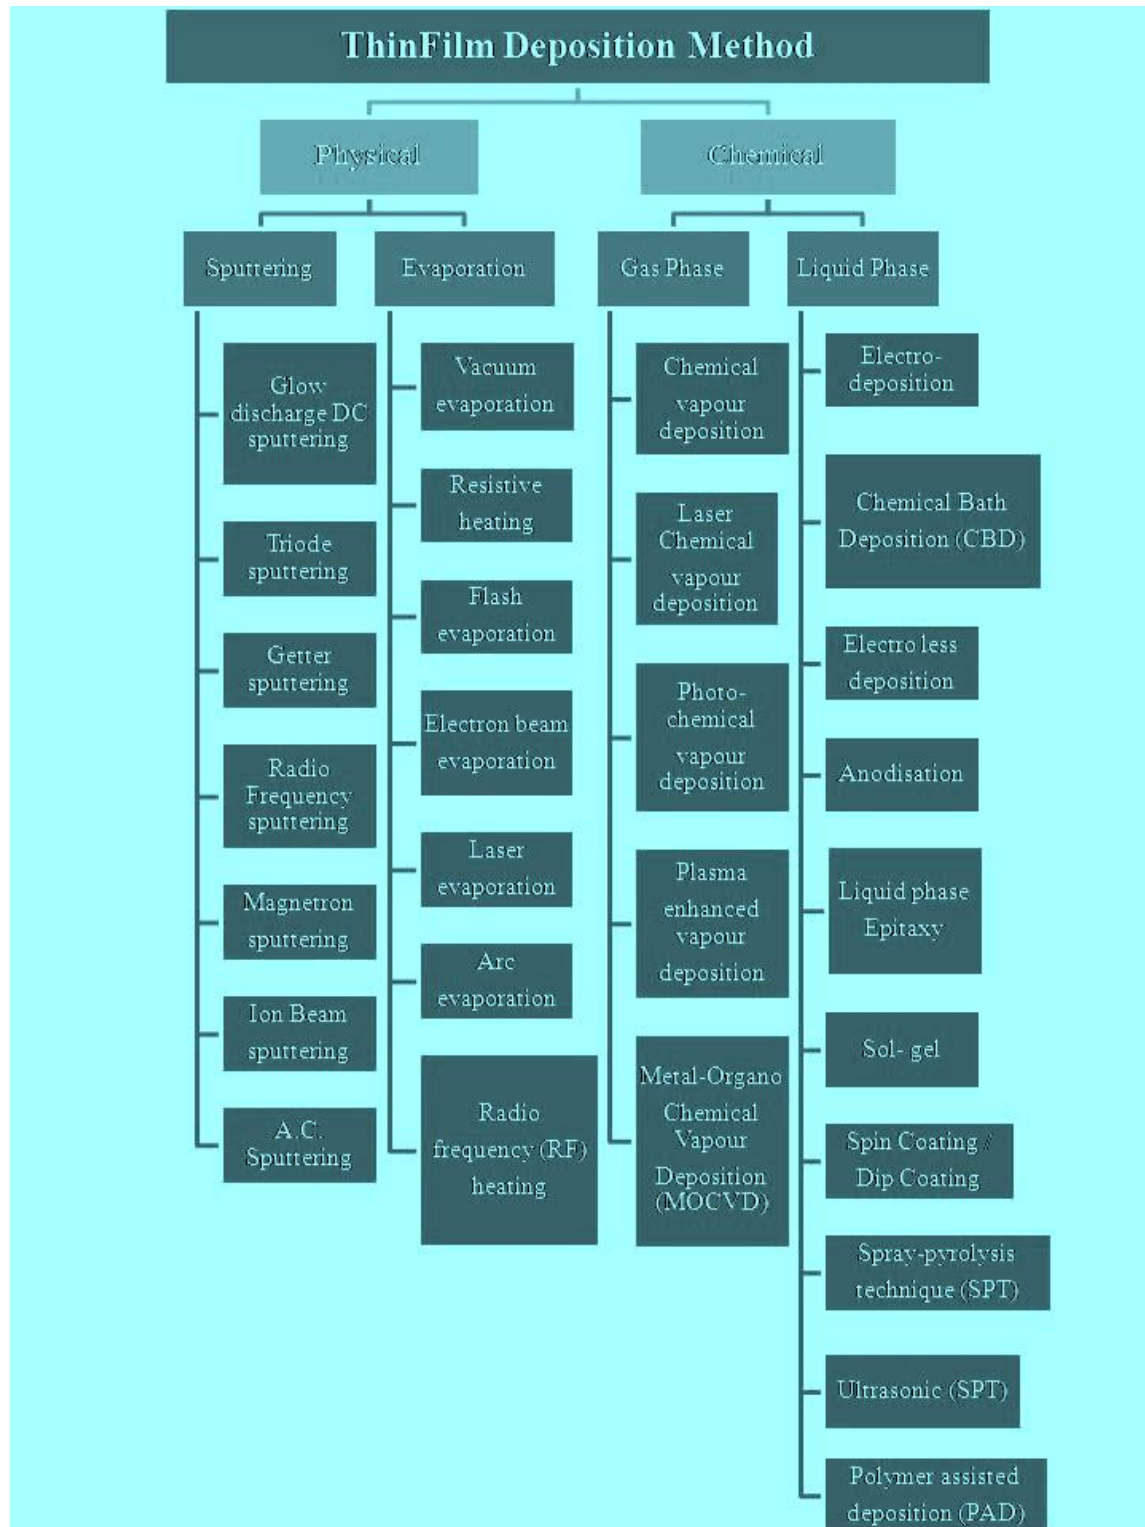 ThinFilm Deposition Method
Physical
Chemical
Sputtering
Evaporation
Gas Phase
Liquid Phase
Glow
discharge DC
sputtering
Triode
sputtering
Getter
sputtering
Radio
Frequency
sputtering
Magnetron
sputtering
Ion Beam
sputtering
A.C.
Sputtering
Vacuum
evaporation
Resistive
heating
Flash
evaporation
Electron beam
evaporation
Laser
evaporation
Arc
evaporation
Radio
frequency (RF)
heating
Chemical
vapour
deposition
Laser
Chemical
vapour
deposition
Photo-
chemical
vapour
deposition
Plasma
enhanced
vapour
deposition
Metal-Organo
Chemical
Vapour
Deposition
(MOCVD)
Electro-
deposition
Chemical Bath
Deposition (CBD)
Electro less
deposition
Anodisation
Liquid phase
Epitaxy
Sol- gel
Spin Coating /
Dip Coating
Spray-pyrolysis
technique (SPT)
Ultrasonic (SPT)
Polymer assisted
deposition (PAD)